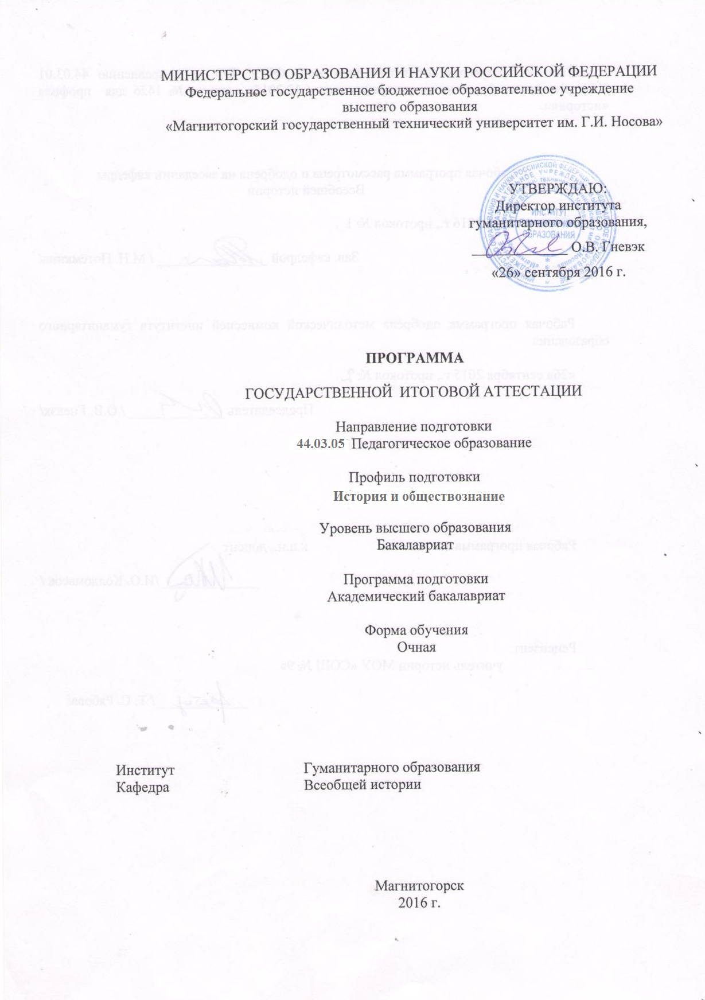 МИНИСТЕРСТВО ОБРАЗОВАНИЯ И НАУКИ РОССИЙСКОЙ ФЕДЕРАЦИИ
Федеральное государственное бюджетное образовательное учреждение
высшего образования
«Магнитогорский государственный технический университет им. Г.И. Носова»
УТВЕРЖДАЮ:
Директор института
гуманитарного образования,
О.В. Гневэк
«26» сентября 2016 г.
ИНСТИТУТ
ОБРАЗОВАНИЯ
ПРОГРАММА
ГОСУДАРСТВЕННОЙ ИТОГОВОЙ АТТЕСТАЦИИ
Направление подготовки
44.03.05 Педагогическое образование
Профиль подготовки
История и обществознание
Уровень высшего образования
Бакалавриат
Программа подготовки
Академический бакалавриат
Форма обучения
Очная
Институт Гуманитарного образования
Кафедра Всеобщей истории
Магнитогорск
2016 г.